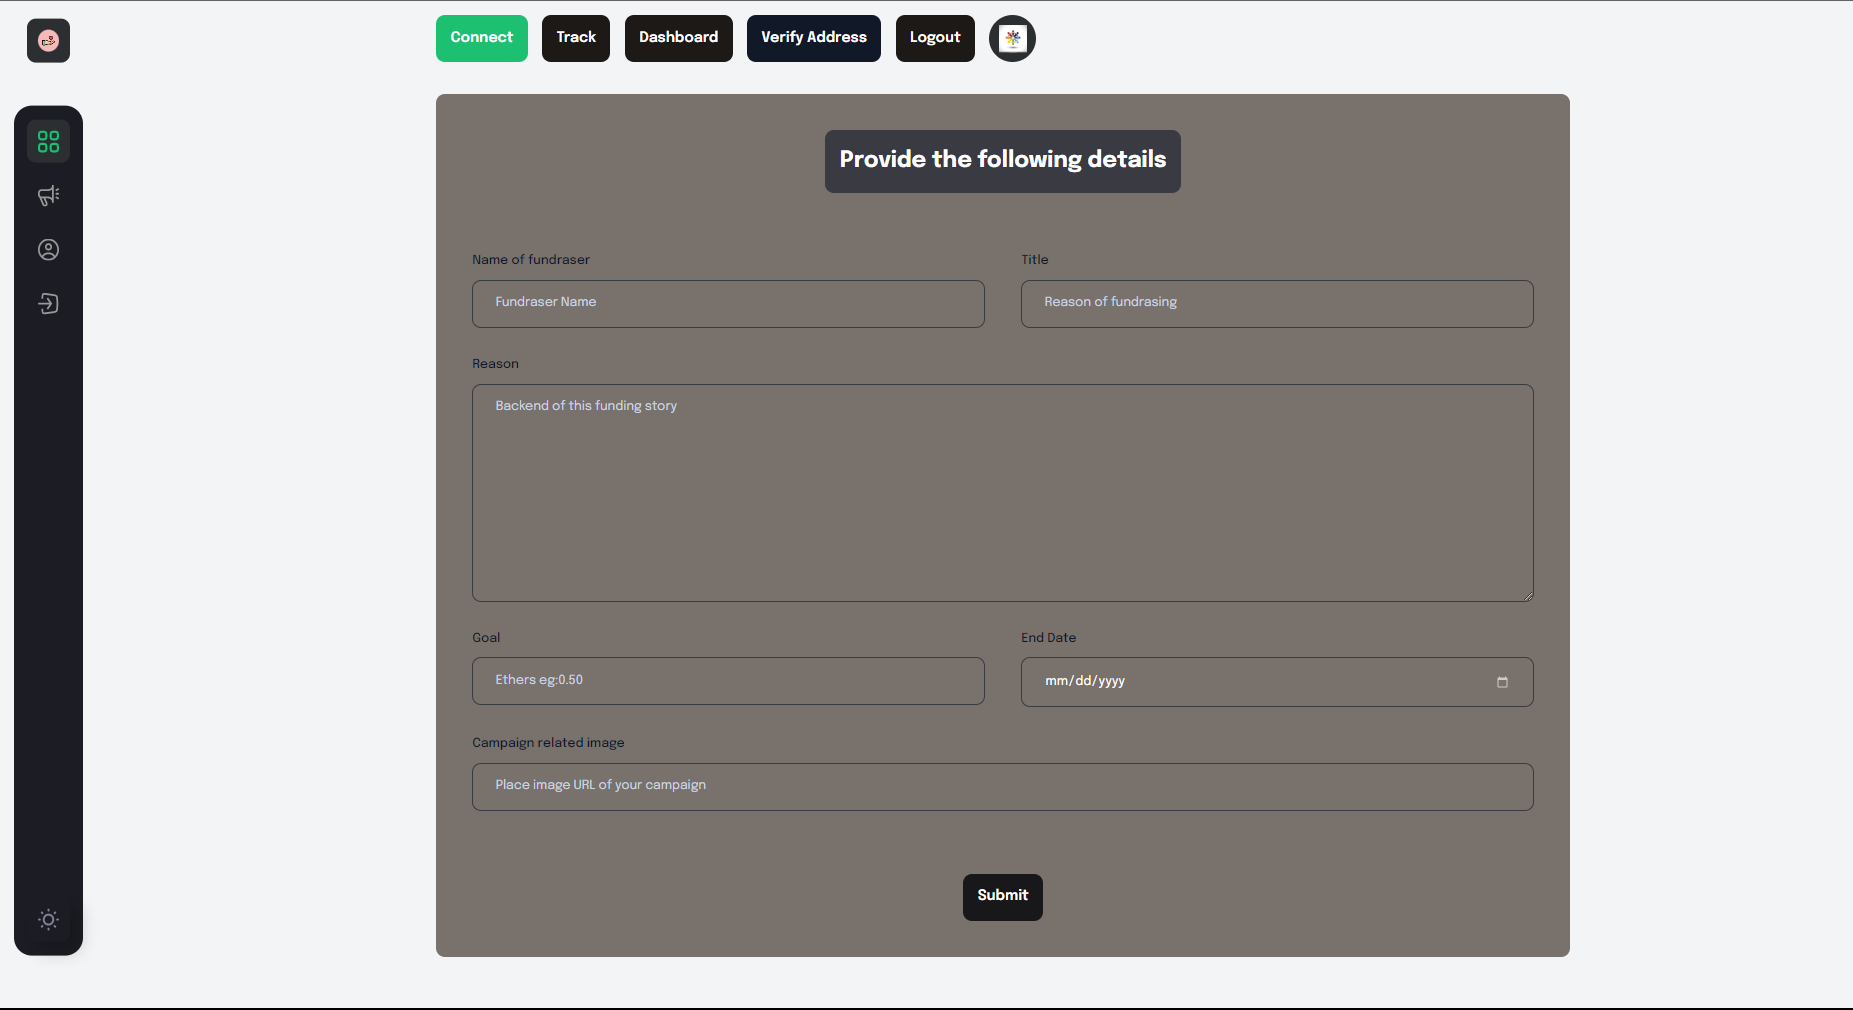 Connect Track Dashboard Verify Address Logout
Provide the following details
Name of fundraser Title
Fundraser Name Reason of fundrasing
Reason
Backend of this funding story
Goal End Date
Ethers eg:0.50 mm/dd/yyyy
Campaign related image
Place image URL of your campaign
Submit